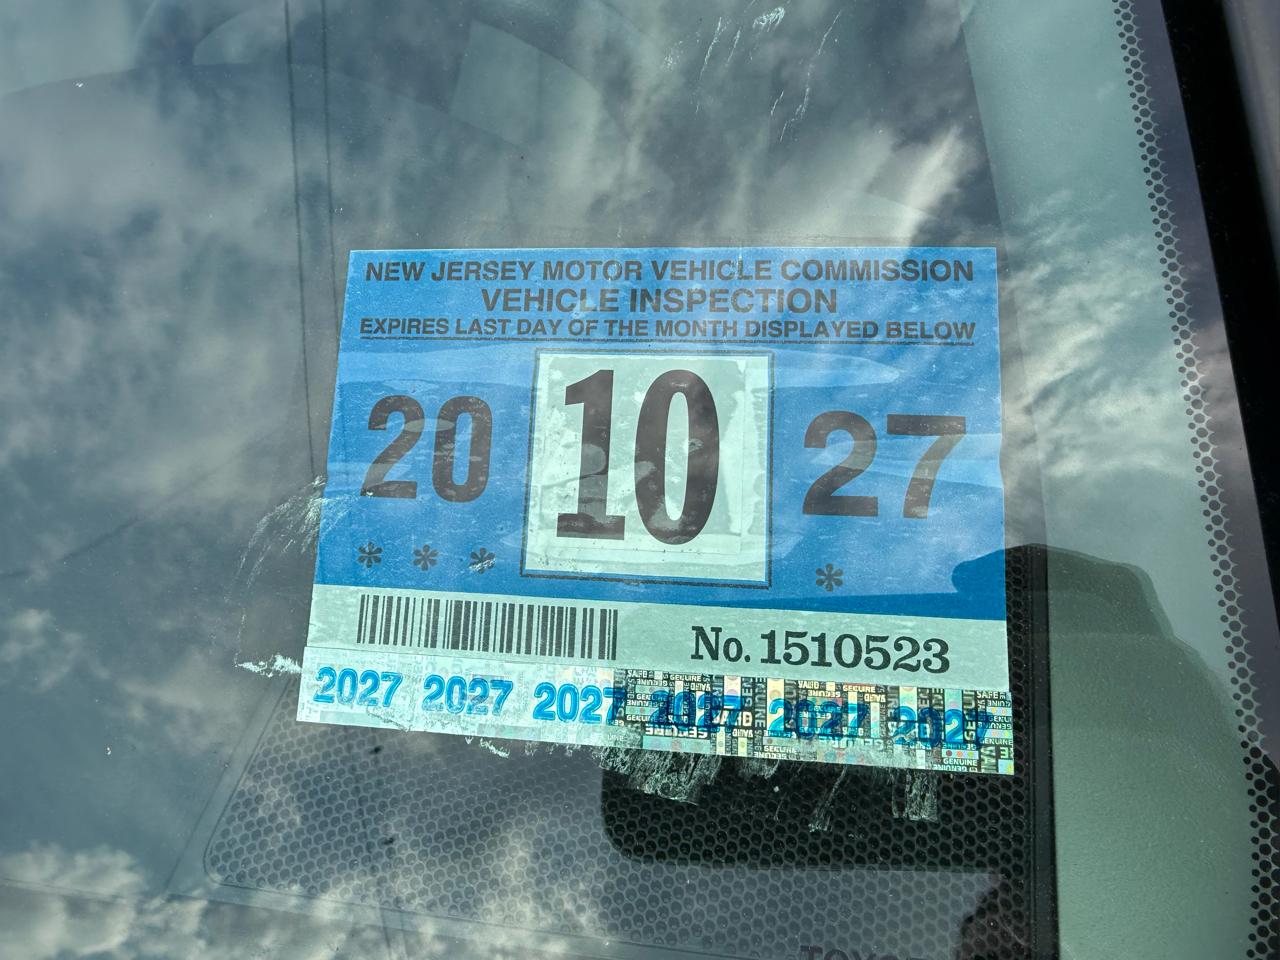 NEW JERSEY MOTOR VEHICLE COMMISSION
VEHICLE INSPECTION
EXPIRES LAST DAY OF THE MONTH DISPLAYED BELOW
20 10 27
* * * *
No. 1510523
2027 2027 2027 2027 2027 2027